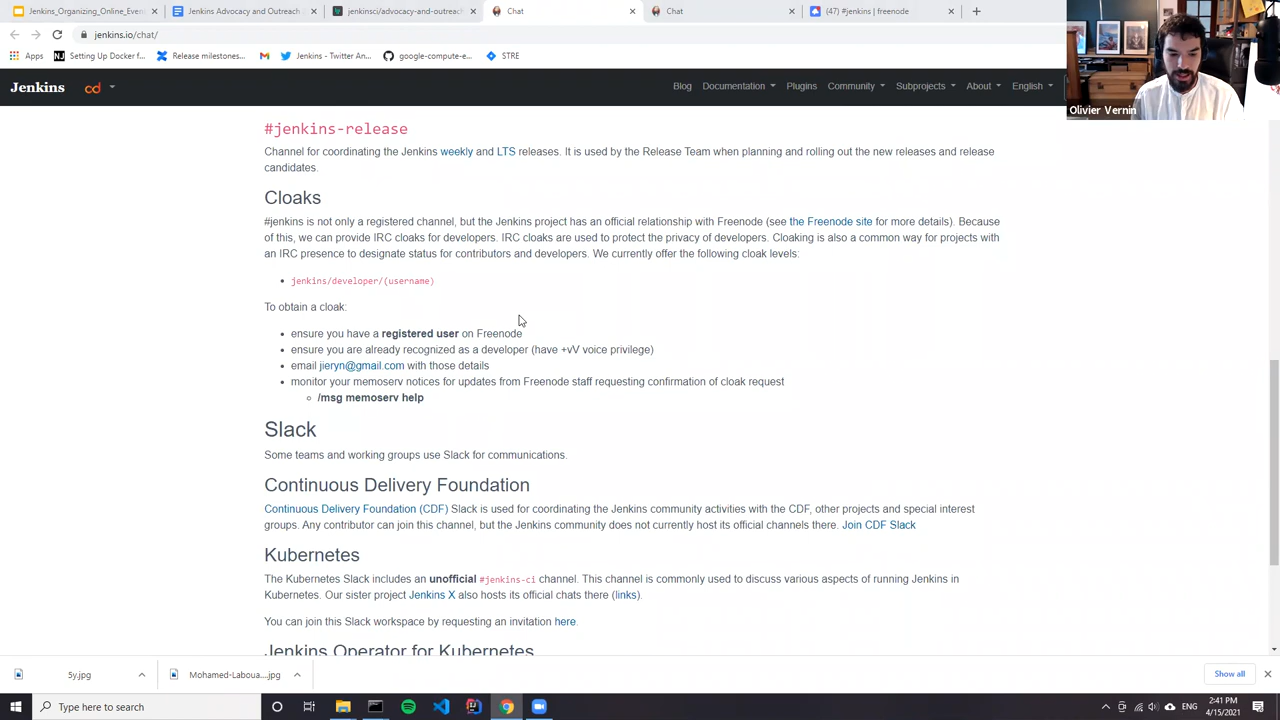 Jenkins_Organizing_Online_Even
Jenkins Advocacy and Outreach
jenkinsci/advocacy-and-outreach
Chat
Chat
(47) #jenkins | freenode
jenkins.io/chat/
Apps
Setting Up Docker f...
Release milestones...
Jenkins - Twitter An...
google-compute-e...
STRE
Jenkins
cd
Blog
Documentation
Plugins
Community
Subprojects
About
English
Olivier Vernin
#jenkins-release
Channel for coordinating the Jenkins weekly and LTS releases. It is used by the Release Team when planning and rolling out the new releases and release
candidates.
Cloaks
#jenkins is not only a registered channel, but the Jenkins project has an official relationship with Freenode (see the Freenode site for more details). Because
of this, we can provide IRC cloaks for developers. IRC cloaks are used to protect the privacy of developers. Cloaking is also a common way for projects with
an IRC presence to designate status for contributors and developers. We currently offer the following cloak levels:
jenkins/developer/(username)
To obtain a cloak:
ensure you have a registered user on Freenode
ensure you are already recognized as a developer (have +vV voice privilege)
email jieryn@gmail.com with those details
monitor your memoserv notices for updates from Freenode staff requesting confirmation of cloak request
/msg memoserv help
Slack
Some teams and working groups use Slack for communications.
Continuous Delivery Foundation
Continuous Delivery Foundation (CDF) Slack is used for coordinating the Jenkins community activities with the CDF, other projects and special interest
groups. Any contributor can join this channel, but the Jenkins community does not currently host its official channels there. Join CDF Slack
Kubernetes
The Kubernetes Slack includes an unofficial #jenkins-ci channel. This channel is commonly used to discuss various aspects of running Jenkins in
Kubernetes. Our sister project Jenkins X also hosts its official chats there (links).
You can join this Slack workspace by requesting an invitation here.
Jenkins Operator for Kubernetes
5y.jpg
Mohamed-Laboua....jpg
Show all
Type here to search
2:41 PM
4/15/2021